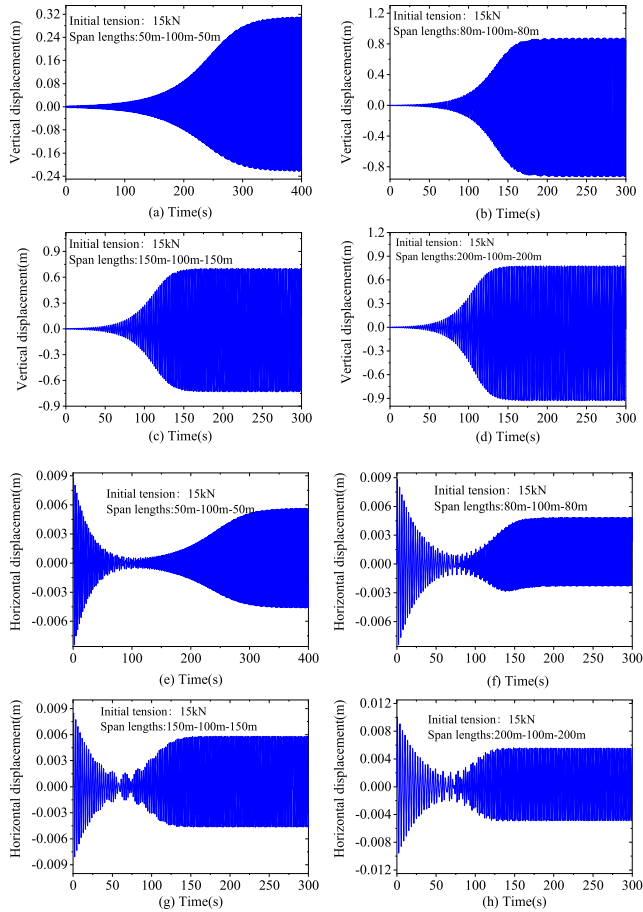 Vertical displacement(m)
0.32
0.24
0.16
0.08
0.00
-0.08
-0.16
-0.24
Initial tension: 15kN
Span lengths:50m-100m-50m
0 100 200 300 400
(a) Time(s)
Vertical displacement(m)
1.2
0.8
0.4
0.0
-0.4
-0.8
Initial tension: 15kN
Span lengths:80m-100m-80m
0 50 100 150 200 250 300
(b) Time(s)
Vertical displacement(m)
0.9
0.6
0.3
0.0
-0.3
-0.6
-0.9
Initial tension: 15kN
Span lengths:150m-100m-150m
0 50 100 150 200 250 300
(c) Time(s)
Vertical displacement(m)
1.2
0.9
0.6
0.3
0.0
-0.3
-0.6
-0.9
Initial tension: 15kN
Span lengths:200m-100m-200m
0 50 100 150 200 250 300
(d) Time(s)
Horizontal displacement(m)
0.009
0.006
0.003
0.000
-0.003
-0.006
Initial tension: 15kN
Span lengths:50m-100m-50m
0 100 200 300 400
(e) Time(s)
Horizontal displacement(m)
0.009
0.006
0.003
0.000
-0.003
-0.006
Initial tension: 15kN
Span lengths:80m-100m-80m
0 50 100 150 200 250 300
(f) Time(s)
Horizontal displacement(m)
0.009
0.006
0.003
0.000
-0.003
-0.006
-0.009
Initial tension: 15kN
Span lengths:150m-100m-150m
0 50 100 150 200 250 300
(g) Time(s)
Horizontal displacement(m)
0.012
0.008
0.004
0.000
-0.004
-0.008
-0.012
Initial tension: 15kN
Span lengths:200m-100m-200m
0 50 100 150 200 250 300
(h) Time(s)